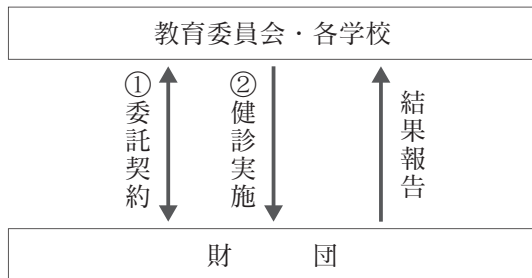 教育委員会・各学校
①委託契約
②健診実施
結果報告
財団